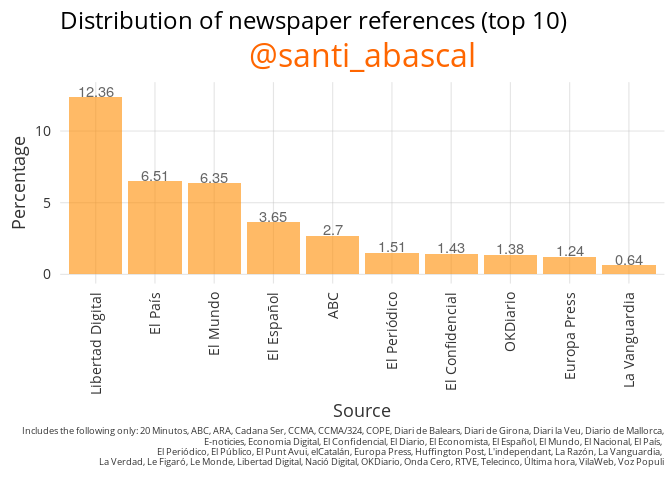 Distribution of newspaper references (top 10)
@santi_abascal
Percentage
10
5
0
12.36
6.51
6.35
3.65
2.7
1.51
1.43
1.38
1.24
0.64
Libertad Digital
El País
El Mundo
El Español
ABC
El Periódico
El Confidencial
OKDiario
Europa Press
La Vanguardia
Source
Includes the following only: 20 Minutos, ABC, ARA, Cadana Ser, CCMA, CCMA/324, COPE, Diari de Balears, Diari de Girona, Diari la Veu, Diario de Mallorca,
E-noticies, Economia Digital, El Confidencial, El Diario, El Economista, El Español, El Mundo, El Nacional, El País,
El Periódico, El Público, El Punt Avui, elCatalán, Europa Press, Huffington Post, L'independant, La Razón, La Vanguardia,
La Verdad, Le Figaró, Le Monde, Libertad Digital, Nació Digital, OKDiario, Onda Cero, RTVE, Telecinco, Última hora, VilaWeb, Voz Populi